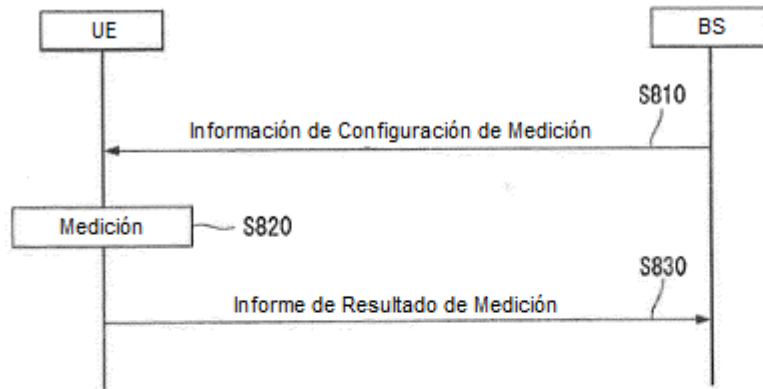 UE
BS
S810
Información de Configuración de Medición
Medición
S820
S830
Informe de Resultado de Medición